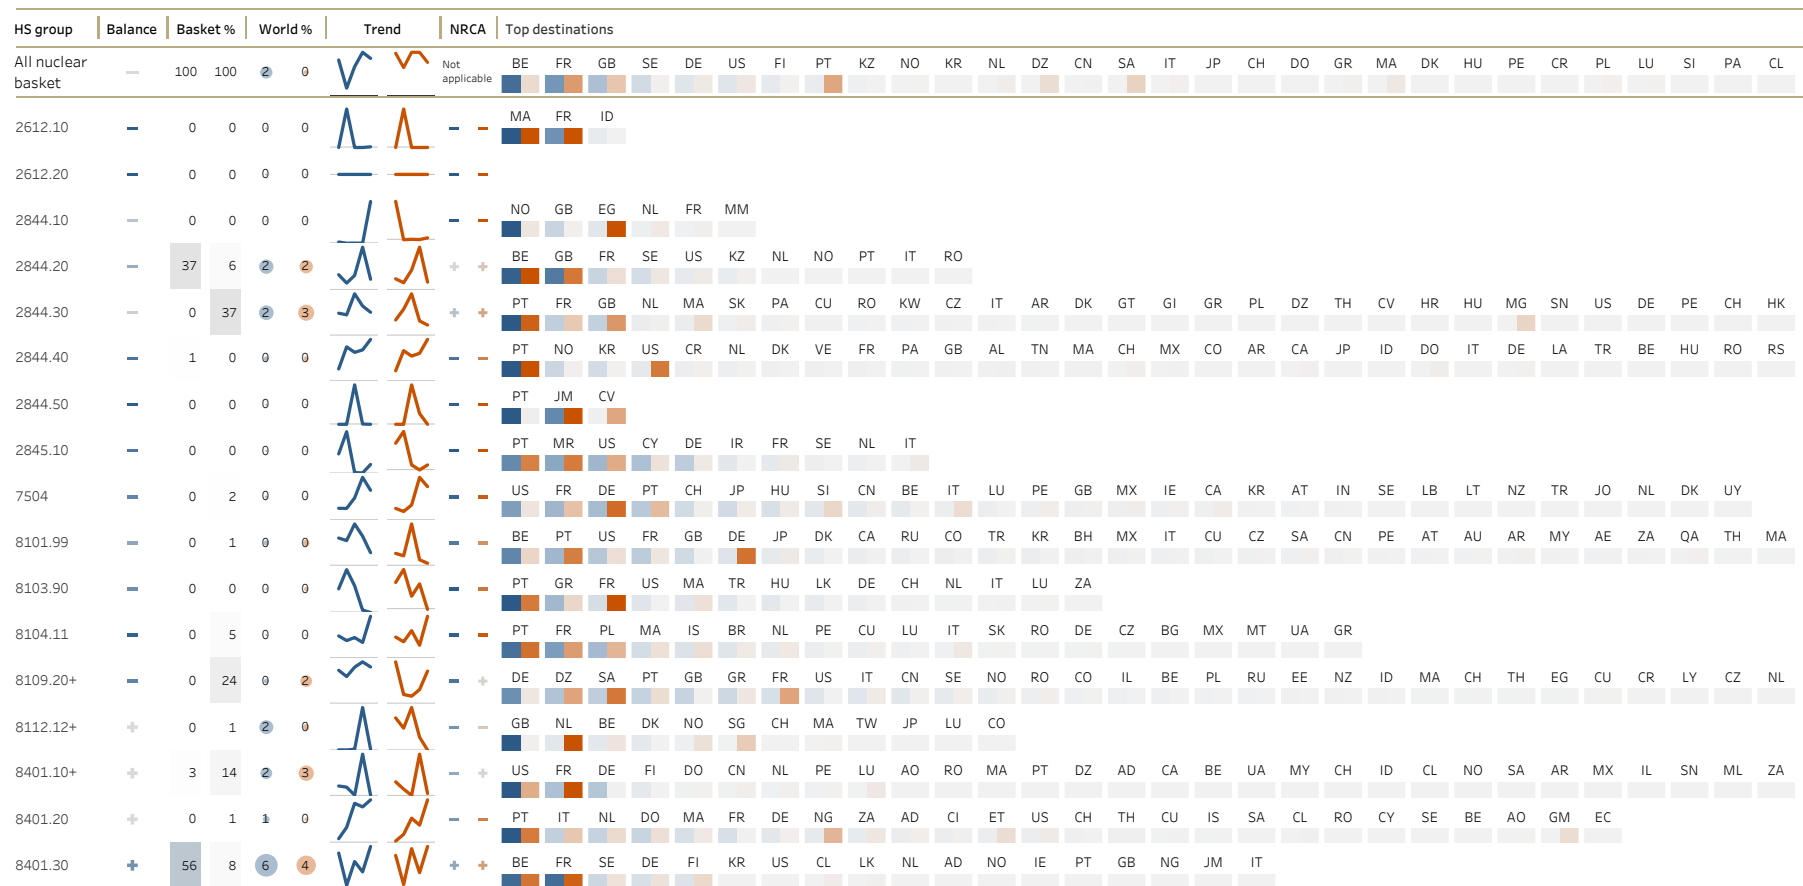 HS group Balance Basket % World % Trend NRCA Top destinations
All nuclear basket 100 100 2 0 Not applicable BE FR GB SE DE US FI PT KZ NO KR NL DZ CN SA IT JP CH DO GR MA DK HU PE CR PL LU SI PA CL
2612.10 0 0 0 0 MA FR ID
2612.20 0 0 0 0
2844.10 0 0 0 0 NO GB EG NL FR MM
2844.20 37 6 2 2 BE GB FR SE US KZ NL NO PT IT RO
2844.30 0 37 2 3 PT FR GB NL MA SK PA CU RO KW CZ IT AR DK GT GI GR PL DZ TH CV HR HU MG SN US DE PE CH HK
2844.40 1 0 0 0 PT NO KR US CR NL DK VE FR PA GB AL TN MA CH MX CO AR CA JP ID DO IT DE LA TR BE HU RO RS
2844.50 0 0 0 0 PT JM CV
2845.10 0 0 0 0 PT MR US CY DE IR FR SE NL IT
7504 0 2 0 0 US FR DE PT CH JP HU SI CN BE IT LU PE GB MX IE CA KR AT IN SE LB LT NZ TR JO NL DK UY
8101.99 0 1 0 0 BE PT US FR GB DE JP DK CA RU CO TR KR BH MX IT CU CZ SA CN PE AT AU AR MY AE ZA QA TH MA
8103.90 0 0 0 0 PT GR FR US MA TR HU LK DE CH NL IT LU ZA
8104.11 0 5 0 0 PT FR PL MA IS BR NL PE CU LU IT SK RO DE CZ BG MX MT UA GR
8109.20+ 0 24 0 2 DE DZ SA PT GB GR FR US IT CN SE NO RO CO IL BE PL RU EE NZ ID MA CH TH EG CU CR LY CZ NL
8112.12+ 0 1 2 0 GB NL BE DK NO SG CH MA TW JP LU CO
8401.10+ 3 14 2 3 US FR DE FI DO CN NL PE LU AO RO MA PT DZ AD CA BE UA MY CH ID CL NO SA AR MX IL SN ML ZA
8401.20 0 1 1 0 PT IT NL DO MA FR DE NG ZA AD CI ET US CH TH CU IS SA CL RO CY SE BE AO GM EC
8401.30 56 8 6 4 BE FR SE DE FI KR US CL LK NL AD NO IE PT GB NG JM IT